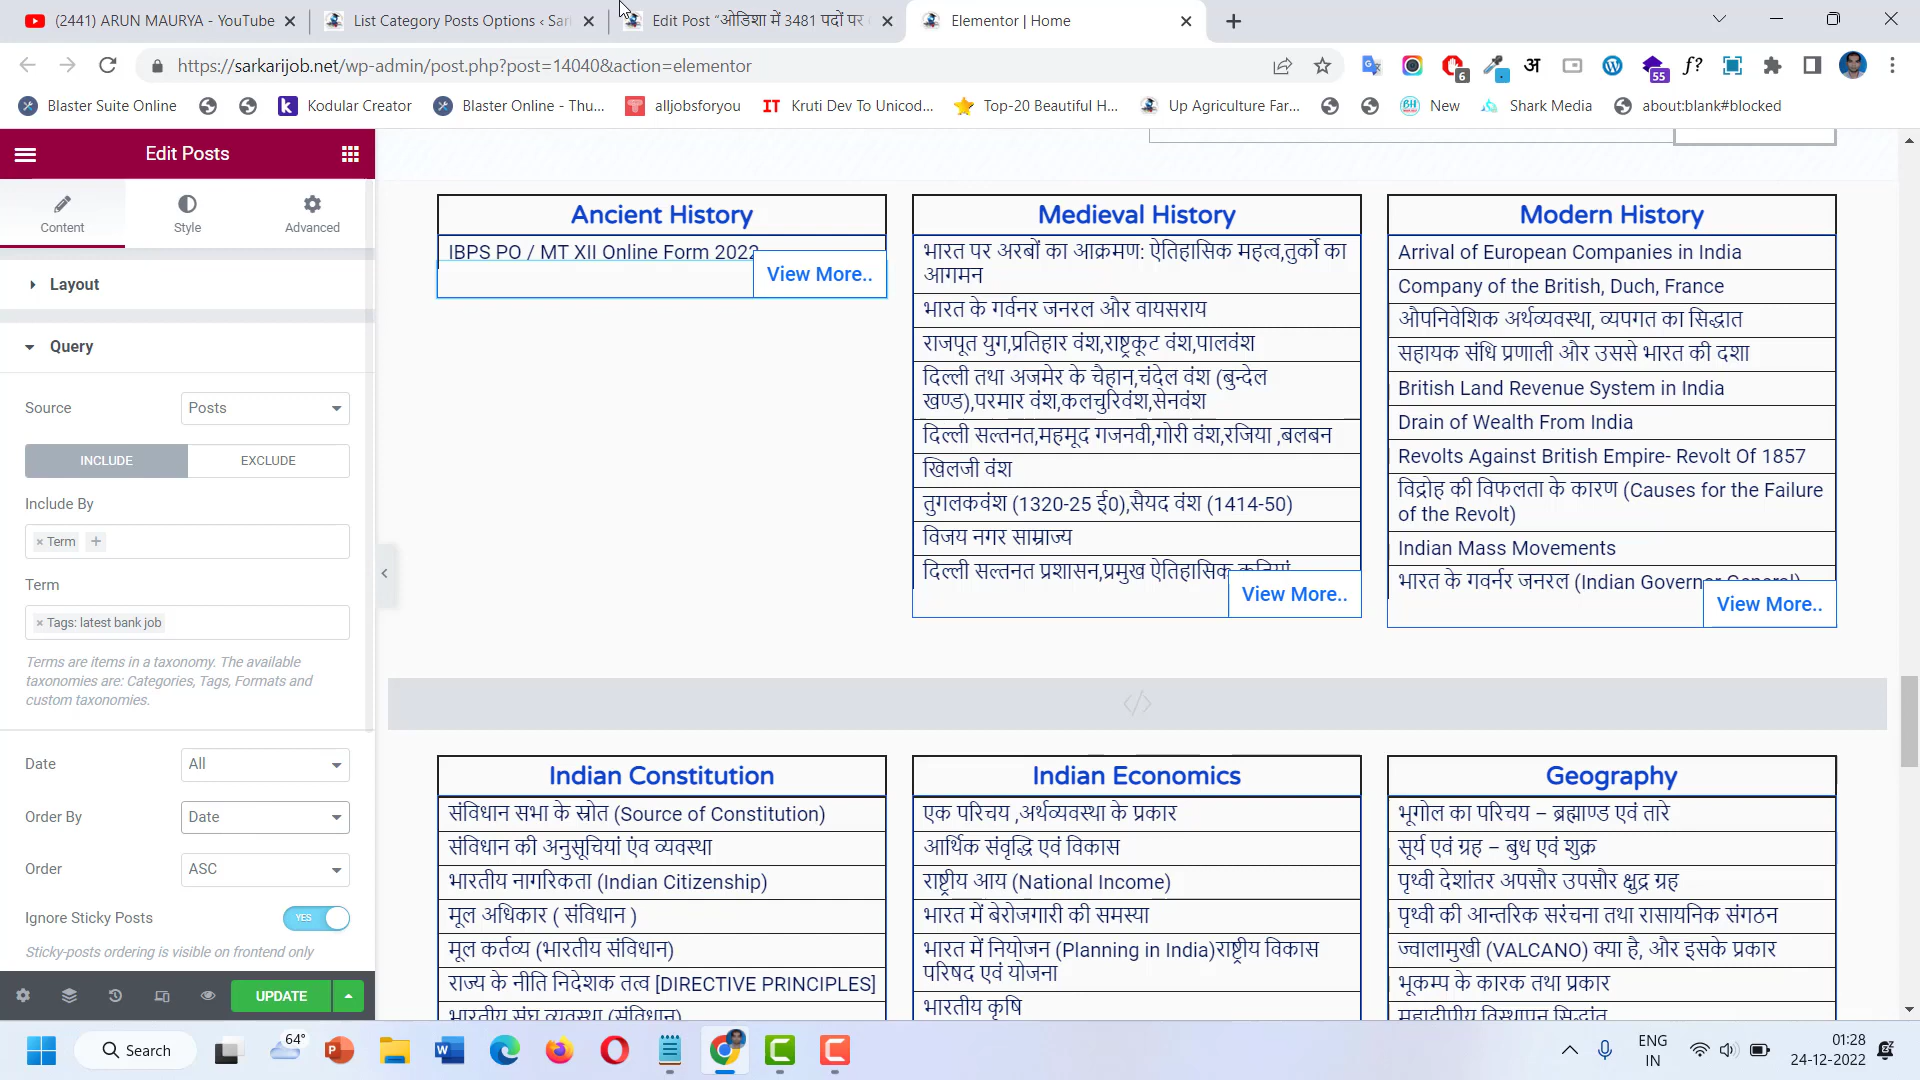 (2441) ARUN MAURYA - YouTube
List Category Posts Options ‹ Sar
Edit Post "ओडिशा में 3481 पदों पर
Elementor | Home
https://sarkarijob.net/wp-admin/post.php?post=14040&action=elementor
6
अ
55
f?
Blaster Suite Online
Kodular Creator
Blaster Online - Thu...
alljobsforyou
IT Kruti Dev To Unicod...
Top-20 Beautiful H...
Up Agriculture Far...
New
Shark Media
about:blank#blocked
Edit Posts
Content
Style
Advanced
Layout
Query
Source
Posts
INCLUDE
EXCLUDE
Include By
× Term +
Term
× Tags: latest bank job
Terms are items in a taxonomy. The available
taxonomies are: Categories, Tags, Formats and
custom taxonomies.
Date
All
Order By
Date
Order
ASC
Ignore Sticky Posts
YES
Sticky-posts ordering is visible on frontend only
UPDATE
Ancient History
IBPS PO / MT XII Online Form 2022
View More..
Medieval History
भारत पर अरबों का आक्रमण: ऐतिहासिक महत्व,तुर्को का
आगमन
भारत के गर्वनर जनरल और वायसराय
राजपूत युग,प्रतिहार वंश,राष्ट्रकूट वंश,पालवंश
दिल्ली तथा अजमेर के चैहान,चंदेल वंश (बुन्देल
खण्ड),परमार वंश,कलचुरिवंश,सेनवंश
दिल्ली सल्तनत,महमूद गजनवी,गोरी वंश,रजिया ,बलबन
खिलजी वंश
तुगलकवंश (1320-25 ई0),सैयद वंश (1414-50)
विजय नगर साम्राज्य
दिल्ली सल्तनत प्रशासन,प्रमुख ऐतिहासिक
View More..
Modern History
Arrival of European Companies in India
Company of the British, Duch, France
औपनिवेशिक अर्थव्यवस्था, व्यपगत का सिद्धात
सहायक संधि प्रणाली और उससे भारत की दशा
British Land Revenue System in India
Drain of Wealth From India
Revolts Against British Empire- Revolt Of 1857
विद्रोह की विफलता के कारण (Causes for the Failure
of the Revolt)
Indian Mass Movements
भारत के गवर्नर जनरल (Indian Governor General)
View More..
Indian Constitution
संविधान सभा के स्रोत (Source of Constitution)
संविधान की अनुसूचियां एंव व्यवस्था
भारतीय नागरिकता (Indian Citizenship)
मूल अधिकार ( संविधान )
मूल कर्तव्य (भारतीय संविधान)
राज्य के नीति निदेशक तत्व [DIRECTIVE PRINCIPLES]
भारतीय संघ व्यवस्था (संविधान)
Indian Economics
एक परिचय ,अर्थव्यवस्था के प्रकार
आर्थिक संवृद्धि एवं विकास
राष्ट्रीय आय (National Income)
भारत में बेरोजगारी की समस्या
भारत में नियोजन (Planning in India)राष्ट्रीय विकास
परिषद एवं योजना
भारतीय कृषि
Geography
भूगोल का परिचय – ब्रह्माण्ड एवं तारे
सूर्य एवं ग्रह – बुध एवं शुक्र
पृथ्वी देशांतर अपसौर उपसौर क्षुद्र ग्रह
पृथ्वी की आन्तरिक सरंचना तथा रासायनिक संगठन
ज्वालामुखी (VALCANO) क्या है, और इसके प्रकार
भूकम्प के कारक तथा प्रकार
महादीपीय विस्थापन सिद्धांत
Search
64°
ENG
IN
01:28
24-12-2022